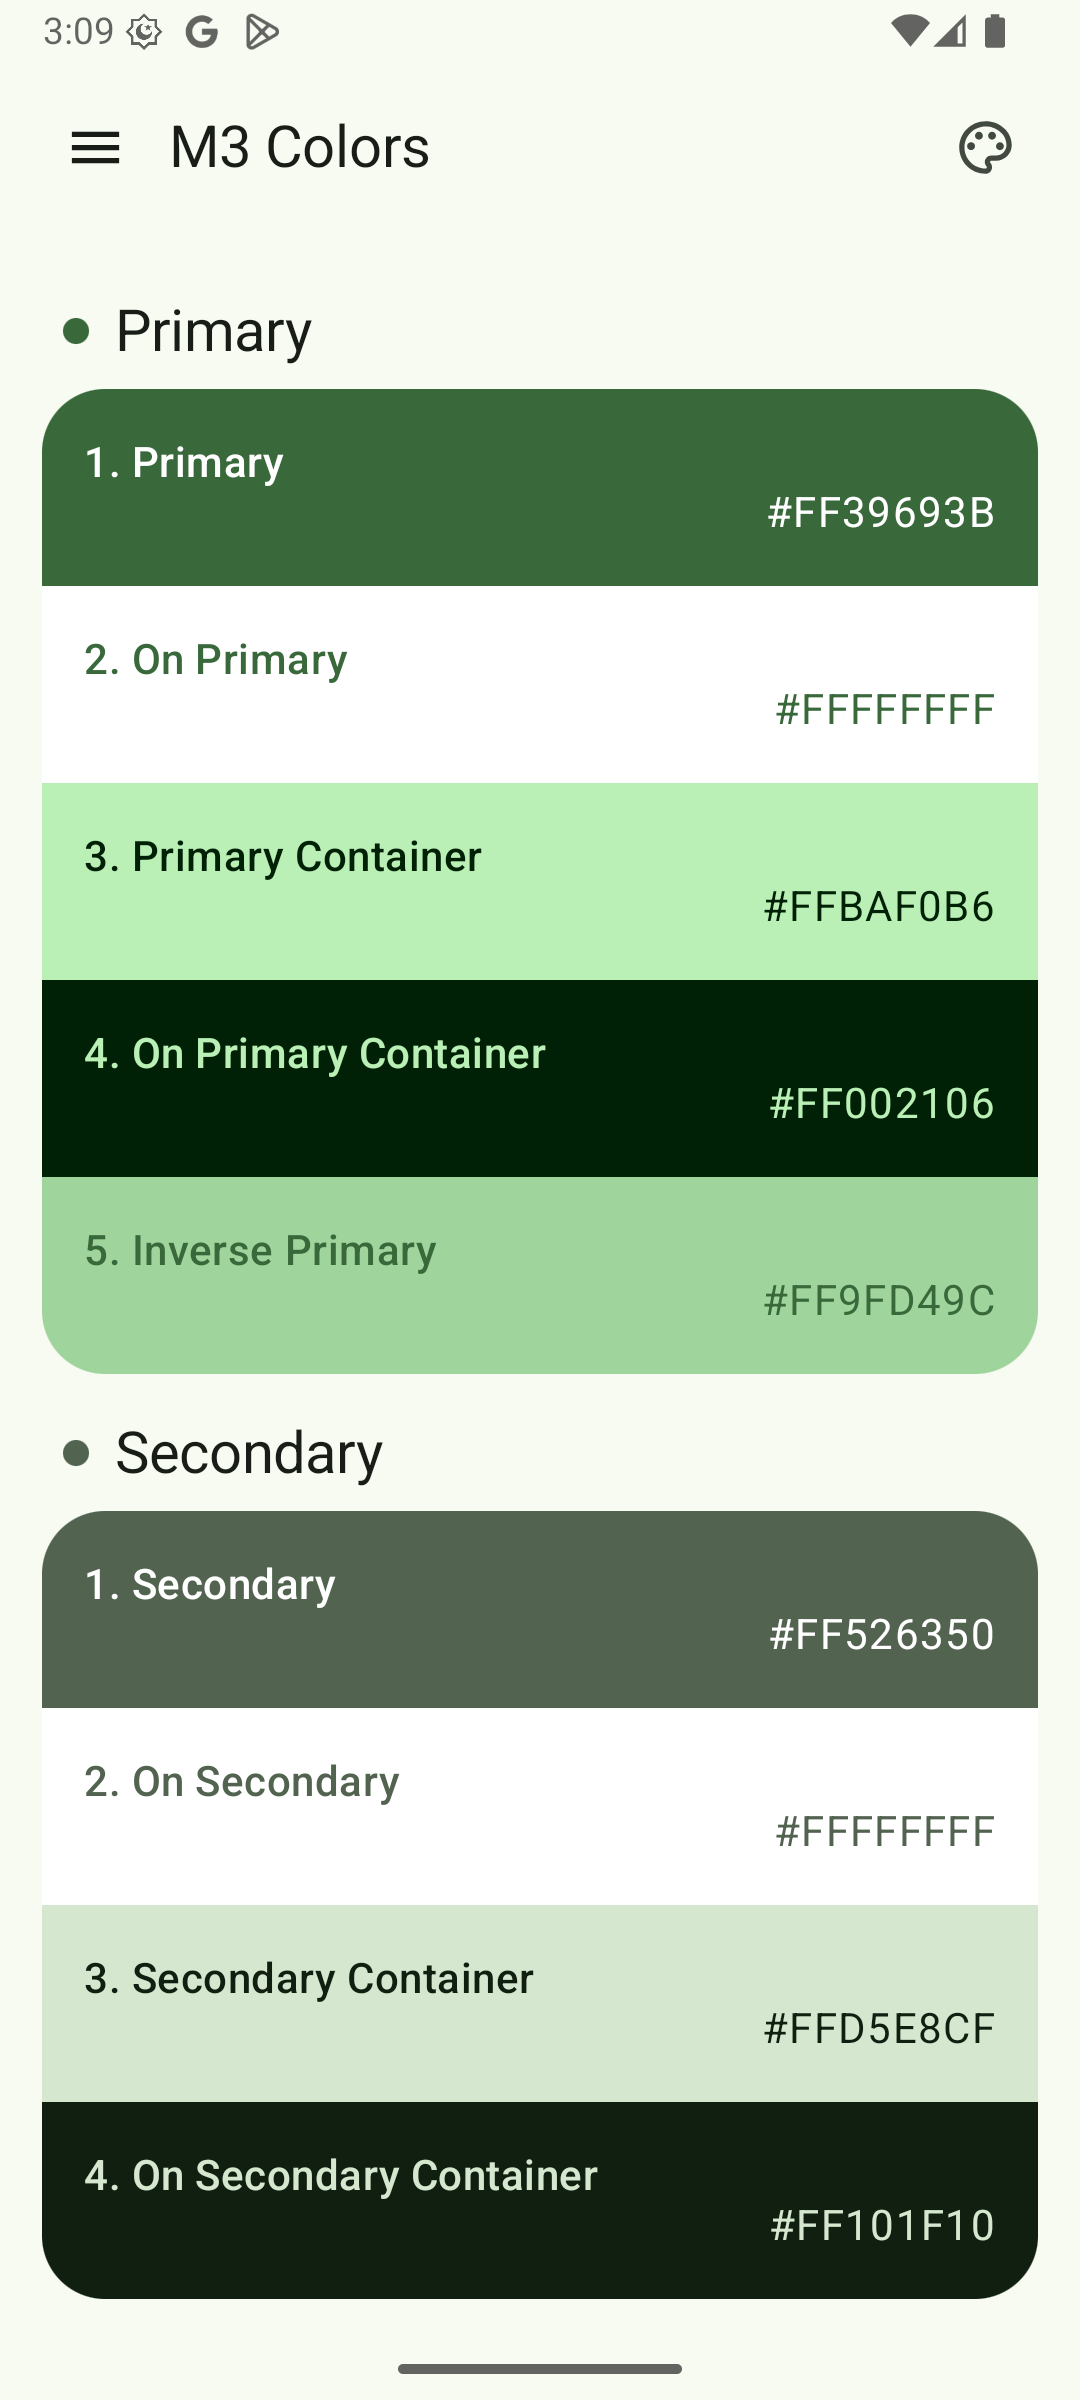 3:09
M3 Colors
Primary
1. Primary
#FF39693B
2. On Primary
#FFFFFFFF
3. Primary Container
#FFBAF0B6
4. On Primary Container
#FF002106
5. Inverse Primary
#FF9FD49C
Secondary
1. Secondary
#FF526350
2. On Secondary
#FFFFFFFF
3. Secondary Container
#FFD5E8CF
4. On Secondary Container
#FF101F10